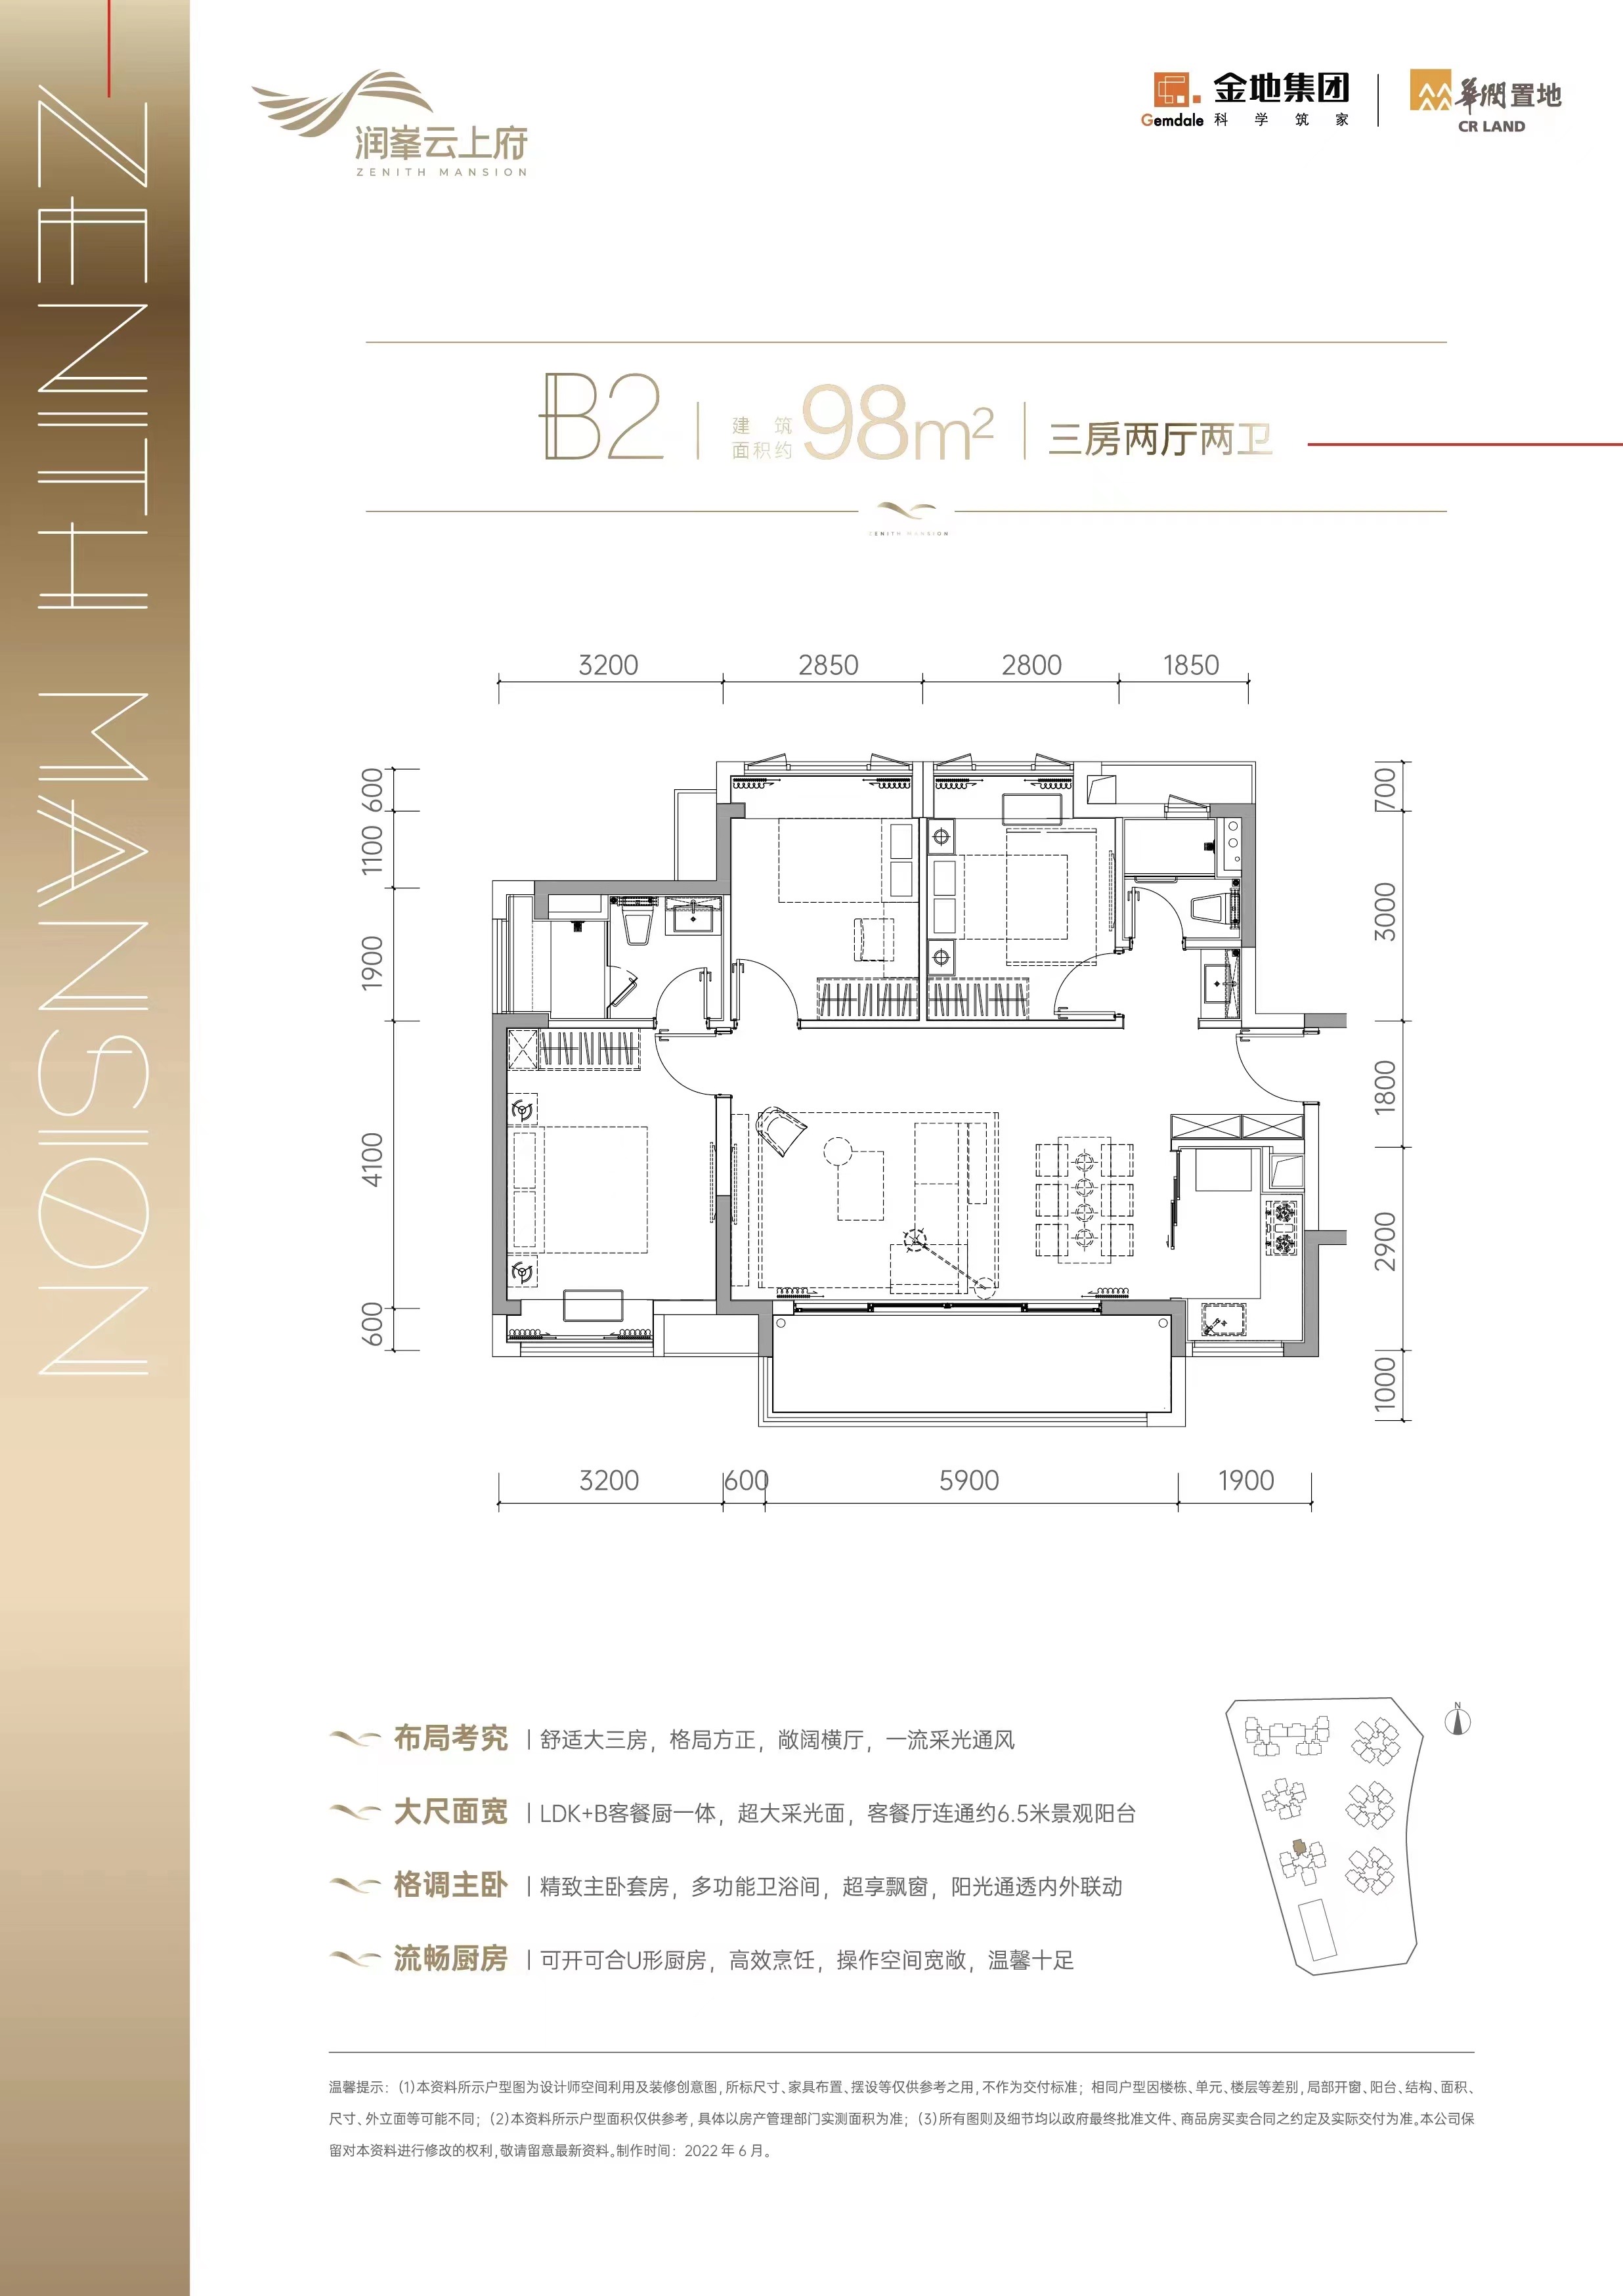 ZENITH MANSION
润峯云上府
ZENITH MANSION
金地集团
Gemdale 科学筑家
華潤置地
CR LAND
B2
建筑
面积约
98m²
三房两厅两卫
ZENITH MANSION
3200 2850 2800 1850
600
1100
1900
4100
600
700
3000
1800
2900
1000
3200 600 5900 1900
布局考究 | 舒适大三房，格局方正，敞阔横厅，一流采光通风
大尺面宽 | LDK+B客餐厨一体，超大采光面，客餐厅连通约6.5米景观阳台
格调主卧 | 精致主卧套房，多功能卫浴间，超享飘窗，阳光通透内外联动
流畅厨房 | 可开可合U形厨房，高效烹饪，操作空间宽敞，温馨十足
N
温馨提示：(1)本资料所示户型图为设计师空间利用及装修创意图，所标尺寸、家具布置、摆设等仅供参考之用，不作为交付标准；相同户型因楼栋、单元、楼层等差别，局部开窗、阳台、结构、面积、
尺寸、外立面等可能不同；(2)本资料所示户型面积仅供参考，具体以房产管理部门实测面积为准；(3)所有图则及细节均以政府最终批准文件、商品房买卖合同之约定及实际交付为准。本公司保
留对本资料进行修改的权利，敬请留意最新资料。制作时间：2022年6月。